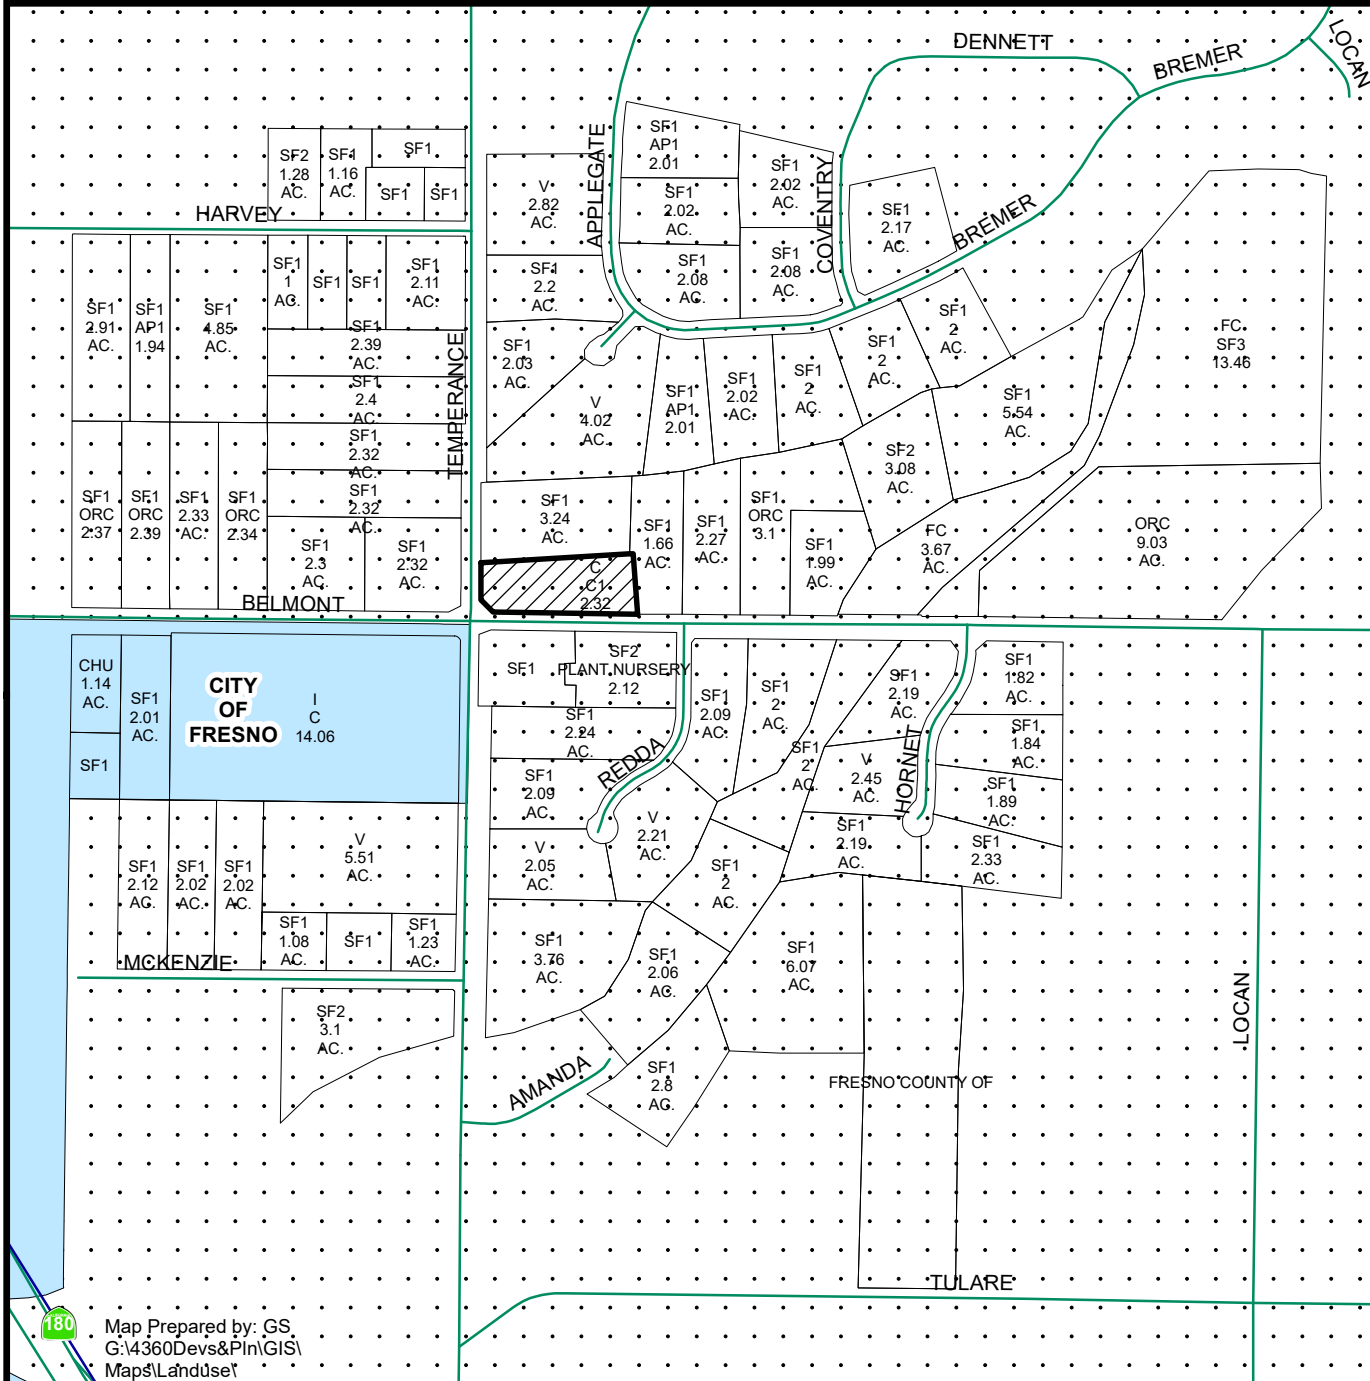 DENNETT
BREMER
LOCAN
APPLEGATE
COVENTRY
BREMER
SF2
1.28
AC.
SF1
1.16
AC.
SF1
SF1
SF1
HARVEY
V
2.82
AC.
SF1
AP1
2.01
SF1
2.02
AC.
SF1
2.02
AC.
SF1
2.17
AC.
SF1
2.2
AC.
SF1
2.08
AC.
SF1
2.08
AC.
SF1
2.91
AC.
SF1
AP1
1.94
SF1
4.85
AC.
SF1
1
AC.
SF1
SF1
SF1
2.11
AC.
SF1
2.39
AC.
SF1
2.4
AC.
SF1
2.32
AC.
SF1
2.32
AC.
TEMPERANCE
SF1
2.03
AC.
V
4.02
AC.
SF1
AP1
2.01
SF1
2.02
AC.
SF1
2
AC.
SF1
2
AC.
SF1
2
AC.
SF1
5.54
AC.
FC
SF3
13.46
SF2
3.08
AC.
SF1
ORC
2.37
SF1
ORC
2.39
SF1
2.33
AC.
SF1
ORC
2.34
SF1
2.3
AC.
SF1
2.32
AC.
SF1
3.24
AC.
SF1
1.66
AC.
SF1
2.27
AC.
SF1
ORC
3.1
SF1
1.99
AC.
FC
3.67
AC.
ORC
9.03
AC.
C
C1
2.32
BELMONT
CHU
1.14
AC.
SF1
SF1
2.01
AC.
CITY
OF
FRESNO
I
C
14.06
SF1
SF2
PLANT NURSERY
2.12
SF1
2.24
AC.
REDDA
SF1
2.09
AC.
SF1
2
AC.
SF1
2
AC.
SF1
2.19
AC.
SF1
1.82
AC.
SF1
1.84
AC.
SF1
2.09
AC.
V
2.45
AC.
HORNET
SF1
1.89
AC.
V
2.05
AC.
V
2.21
AC.
SF1
2.19
AC.
SF1
2.33
AC.
SF1
2
AC.
SF1
2.12
AC.
SF1
2.02
AC.
SF1
2.02
AC.
V
5.51
AC.
SF1
1.08
AC.
SF1
SF1
1.23
AC.
MCKENZIE
SF1
3.76
AC.
SF1
2.06
AC.
SF1
6.07
AC.
LOCAN
SF2
3.1
AC.
AMANDA
SF1
2.8
AC.
FRESNO COUNTY OF
TULARE
180
Map Prepared by: GS
G:\4360Devs&Pln\GIS\
Maps\Landuse\